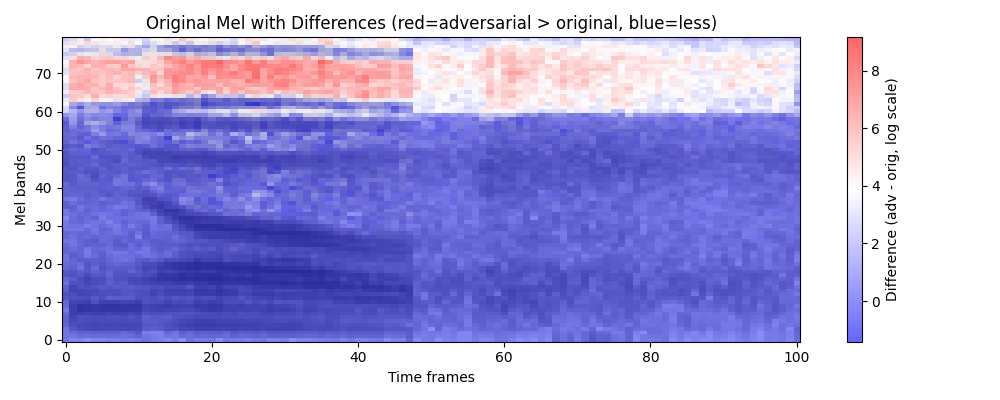 Original Mel with Differences (red=adversarial > original, blue=less)
70
60
50
40
30
20
10
0
Mel bands
0 20 40 60 80 100
Time frames
8
6
4
2
0
Difference (adv - orig, log scale)